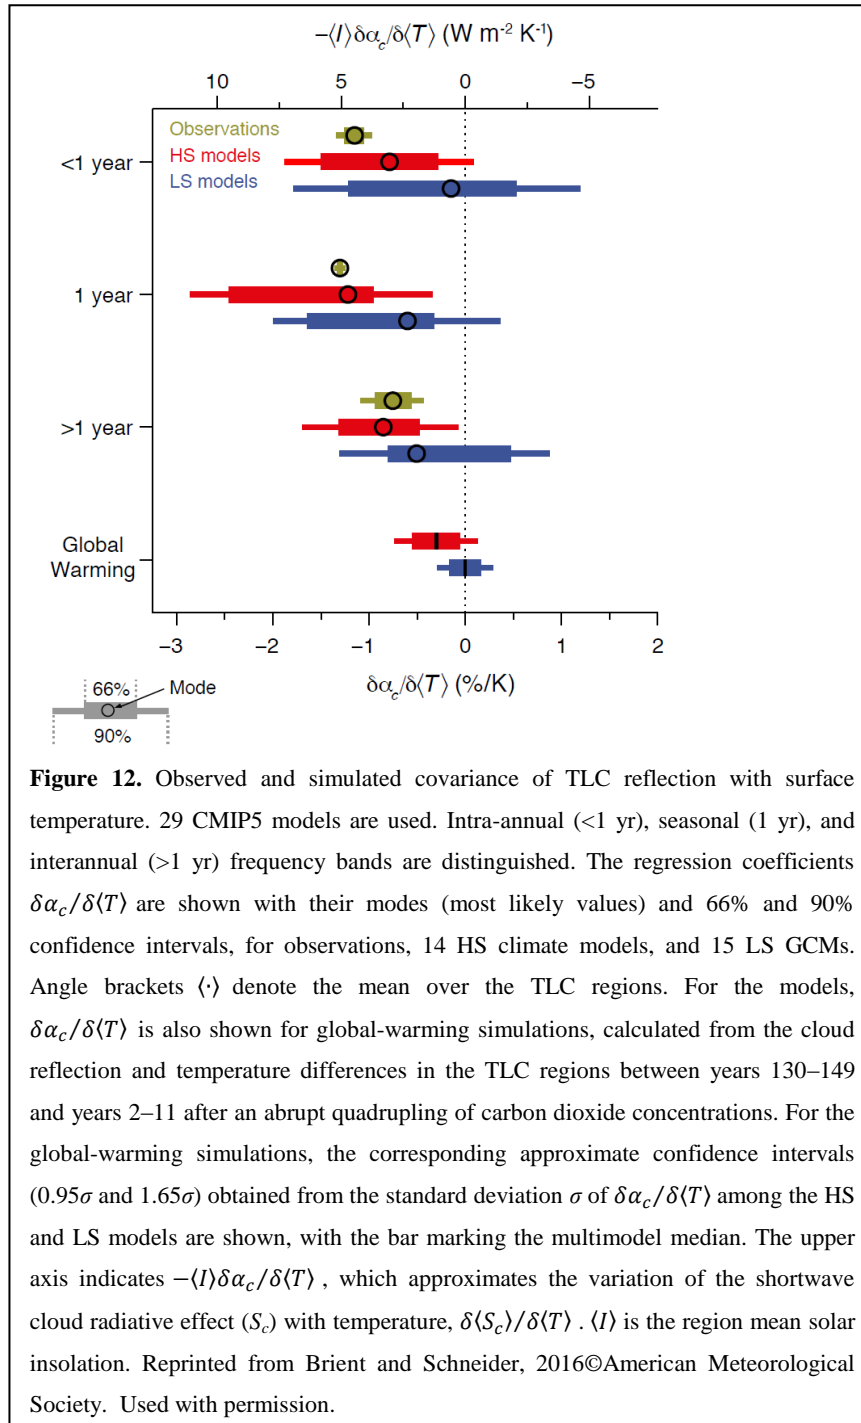 −⟨I⟩δα_c/δ⟨T⟩ (W m⁻² K⁻¹)
10 5 0 −5
Observations
HS models
LS models
<1 year
1 year
>1 year
Global
Warming
−3 −2 −1 0 1 2
δα_c/δ⟨T⟩ (%/K)
66%
Mode
90%
Figure 12. Observed and simulated covariance of TLC reflection with surface
temperature. 29 CMIP5 models are used. Intra-annual (<1 yr), seasonal (1 yr), and
interannual (>1 yr) frequency bands are distinguished. The regression coefficients
δα_c/δ⟨T⟩ are shown with their modes (most likely values) and 66% and 90%
confidence intervals, for observations, 14 HS climate models, and 15 LS GCMs.
Angle brackets ⟨·⟩ denote the mean over the TLC regions. For the models,
δα_c/δ⟨T⟩ is also shown for global-warming simulations, calculated from the cloud
reflection and temperature differences in the TLC regions between years 130–149
and years 2–11 after an abrupt quadrupling of carbon dioxide concentrations. For the
global-warming simulations, the corresponding approximate confidence intervals
(0.95σ and 1.65σ) obtained from the standard deviation σ of δα_c/δ⟨T⟩ among the HS
and LS models are shown, with the bar marking the multimodel median. The upper
axis indicates −⟨I⟩δα_c/δ⟨T⟩ , which approximates the variation of the shortwave
cloud radiative effect (S_c) with temperature, δ⟨S_c⟩/δ⟨T⟩ . ⟨I⟩ is the region mean solar
insolation. Reprinted from Brient and Schneider, 2016©American Meteorological
Society. Used with permission.